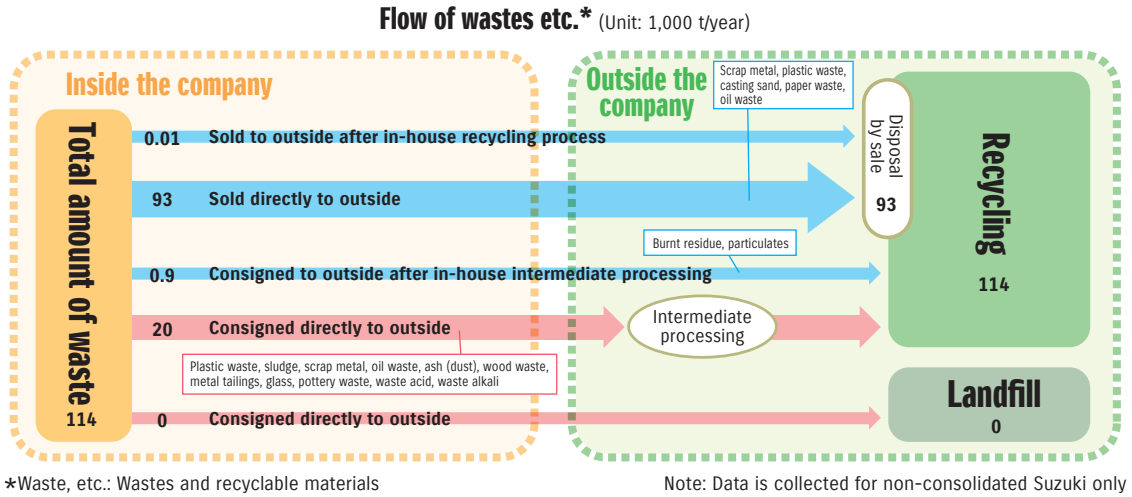 Flow of wastes etc.* (Unit: 1,000 t/year)
Inside the company
Outside the
company
Scrap metal, plastic waste,
casting sand, paper waste,
oil waste
Total amount of waste
114
0.01 Sold to outside after in-house recycling process
93 Sold directly to outside
Disposal
by sale
93
Recycling
114
Burnt residue, particulates
0.9 Consigned to outside after in-house intermediate processing
20 Consigned directly to outside
Intermediate
processing
Plastic waste, sludge, scrap metal, oil waste, ash (dust), wood waste,
metal tailings, glass, pottery waste, waste acid, waste alkali
0 Consigned directly to outside
Landfill
0
*Waste, etc.: Wastes and recyclable materials
Note: Data is collected for non-consolidated Suzuki only